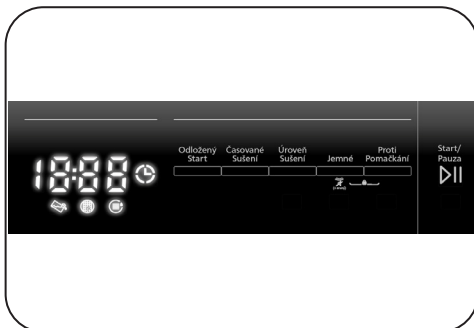 18:88
Odložený
Start
Časované
Sušení
Úroveň
Sušení
Jemné
Proti
Pomačkání
Start/
Pauza